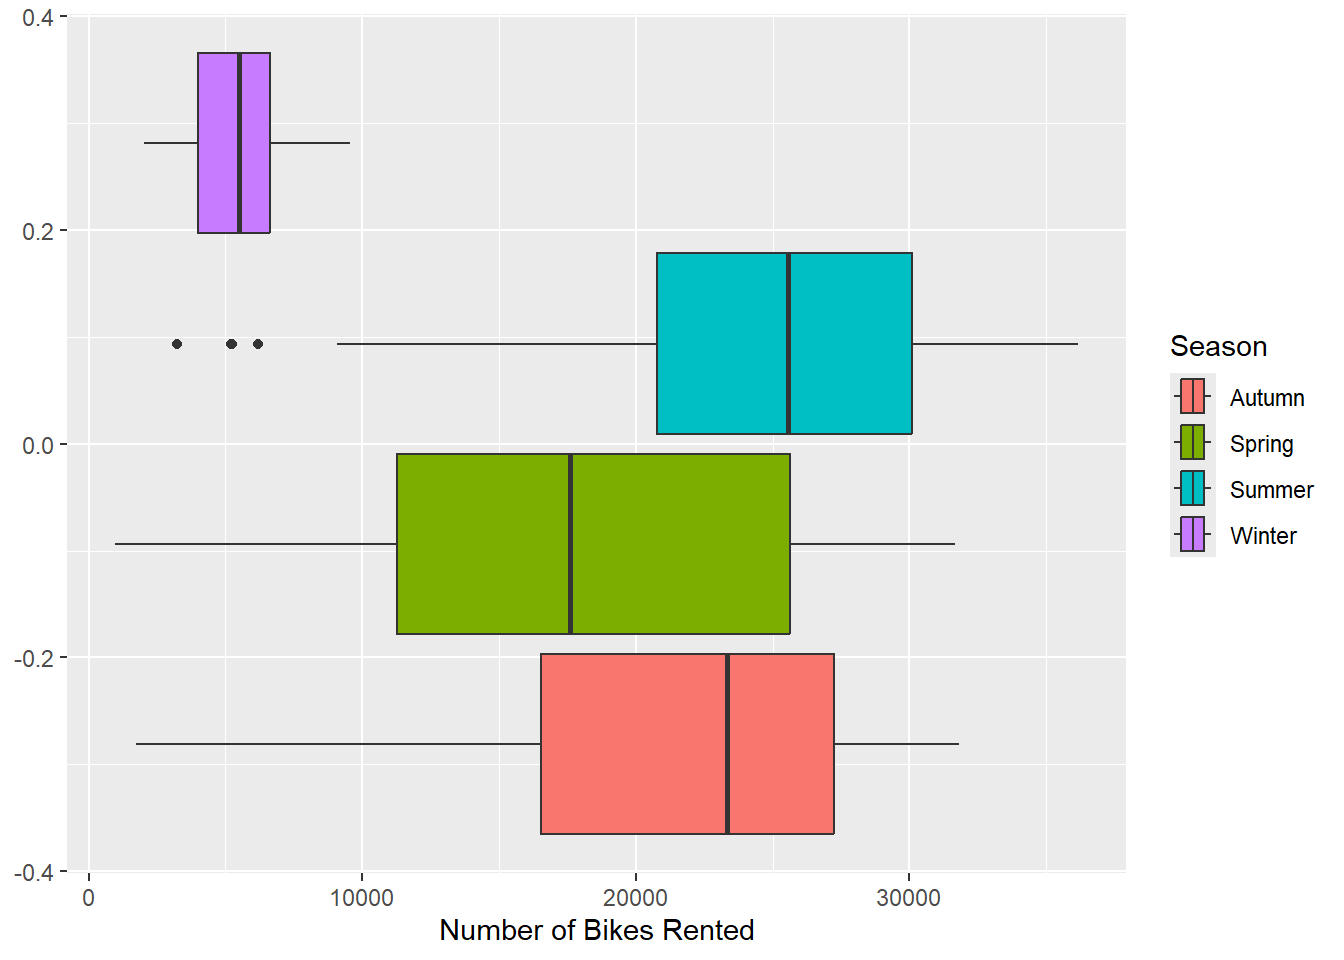 0.4
0.2
0.0
-0.2
-0.4
0
10000
20000
30000
Number of Bikes Rented
Season
Autumn
Spring
Summer
Winter